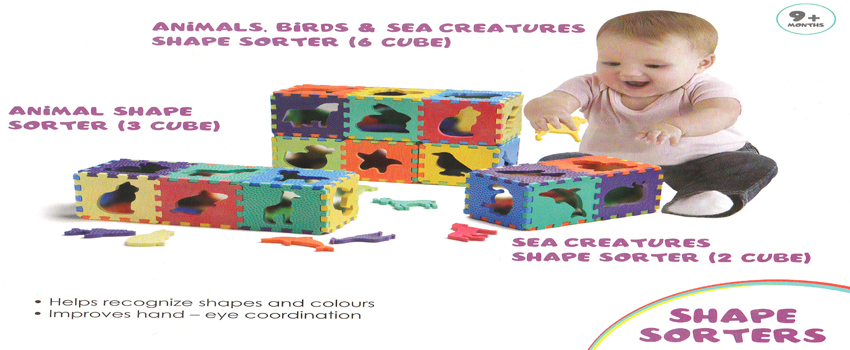 ANIMALS, BIRDS & SEA CREATURES
SHAPE SORTER (6 CUBE)
9+
MONTHS
ANIMAL SHAPE
SORTER (3 CUBE)
SEA CREATURES
SHAPE SORTER (2 CUBE)
• Helps recognize shapes and colours
• Improves hand – eye coordination
SHAPE
SORTERS